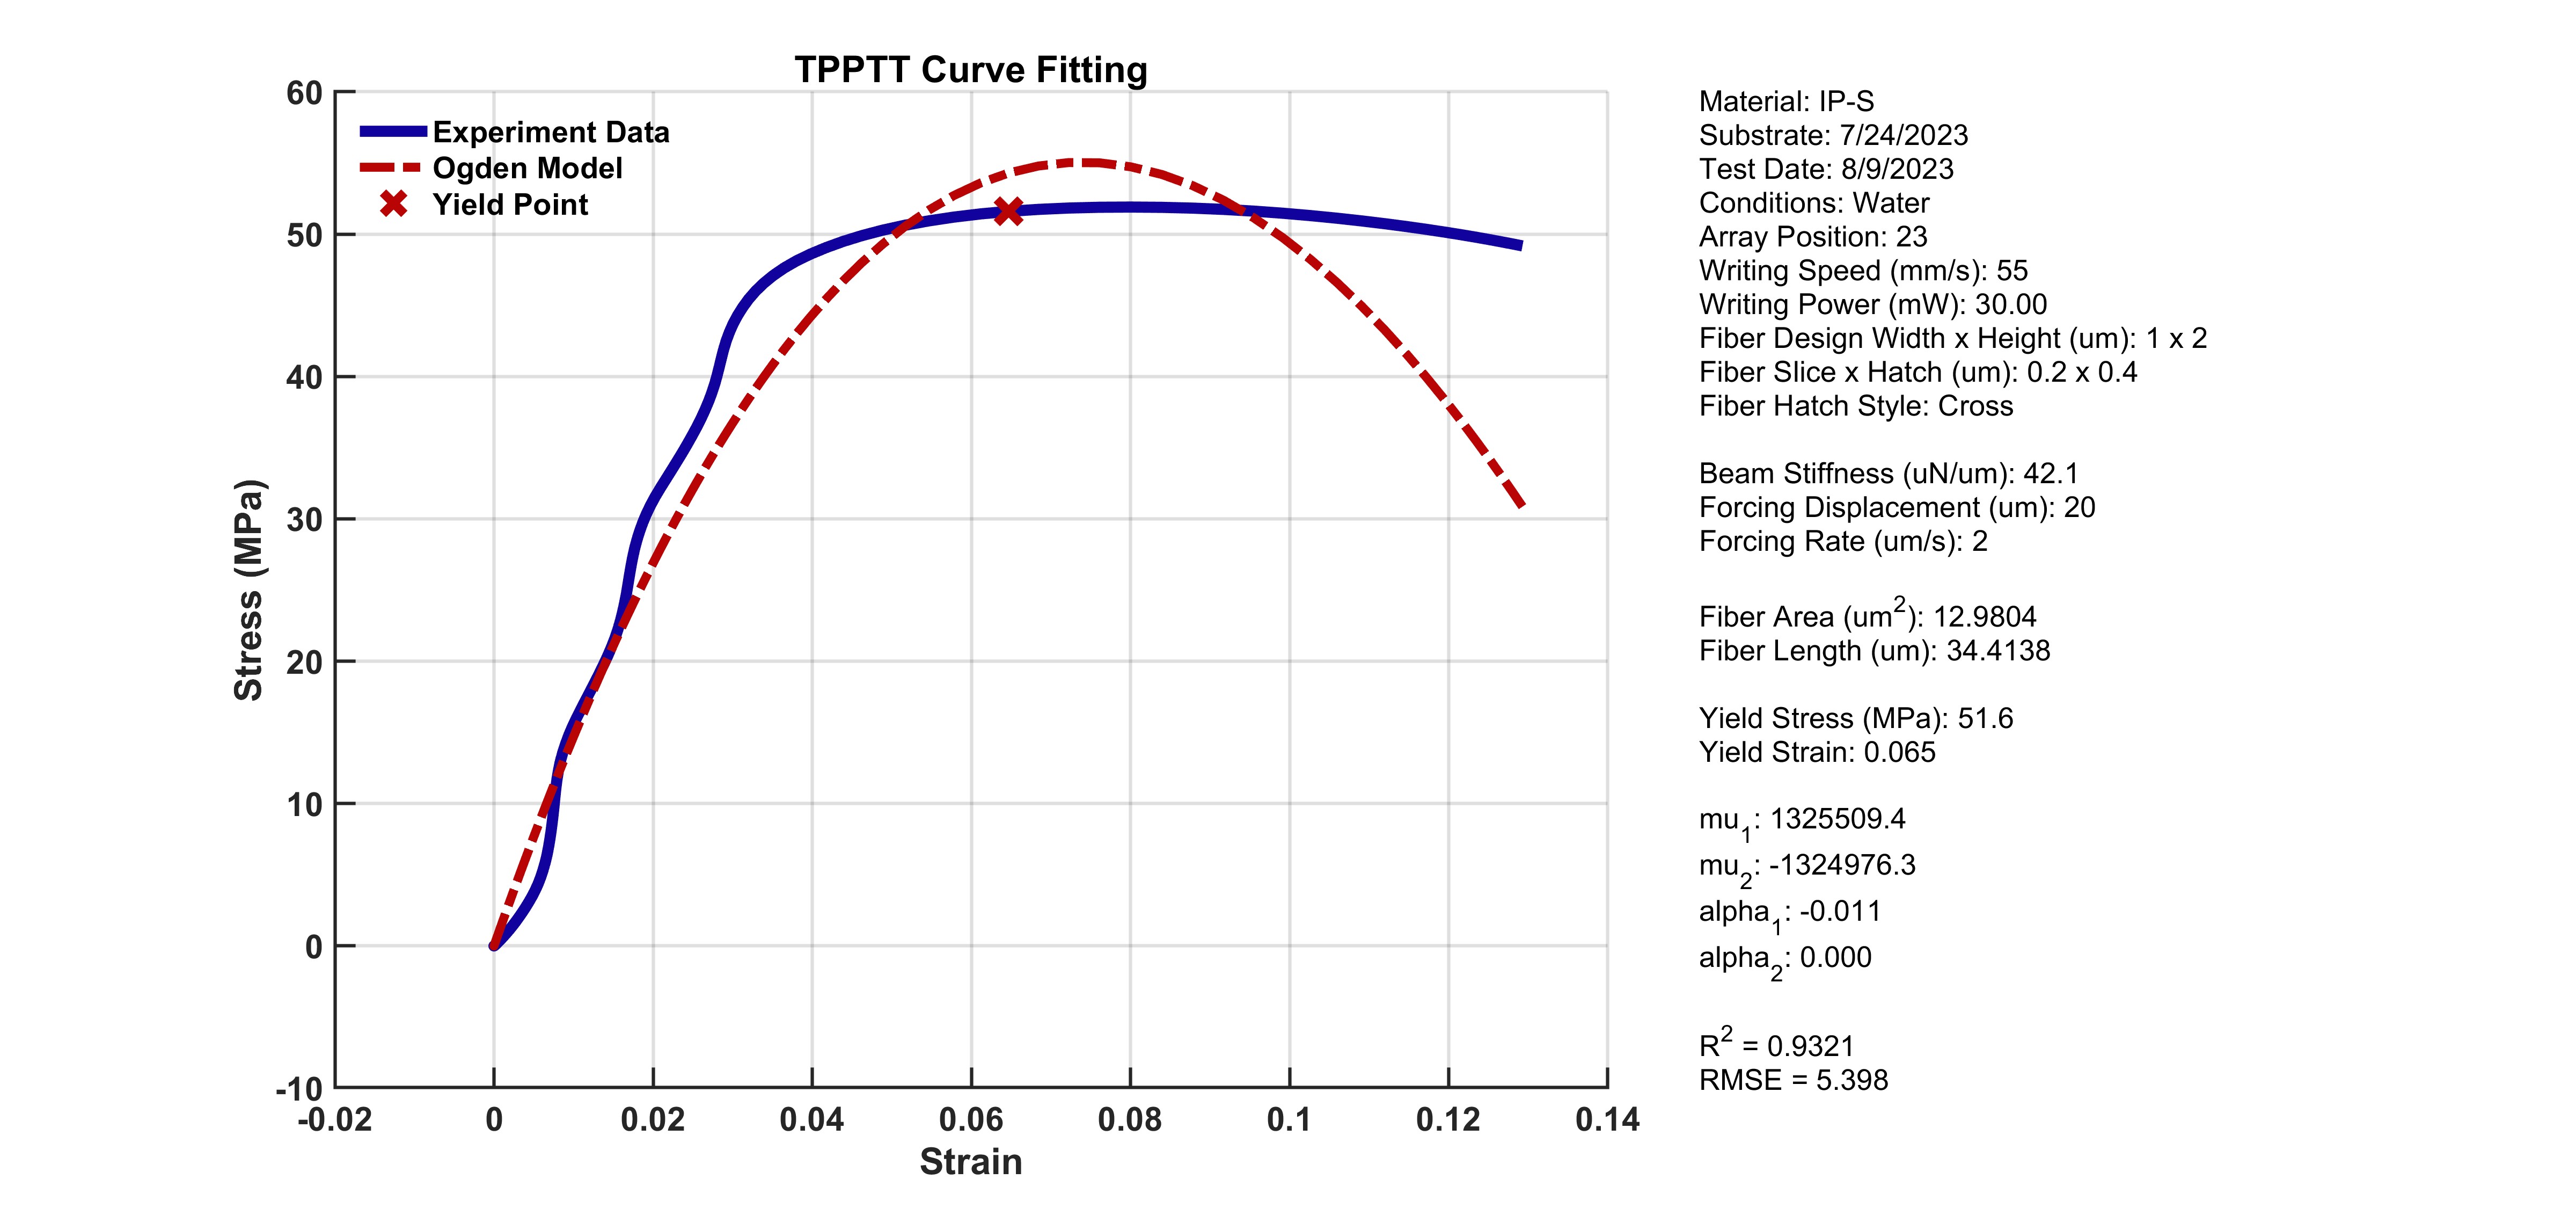 TPPTT Curve Fitting
60
50
40
30
20
10
0
-10
Stress (MPa)
Experiment Data
Ogden Model
Yield Point
-0.02 0 0.02 0.04 0.06 0.08 0.1 0.12 0.14
Strain
Material: IP-S
Substrate: 7/24/2023
Test Date: 8/9/2023
Conditions: Water
Array Position: 23
Writing Speed (mm/s): 55
Writing Power (mW): 30.00
Fiber Design Width x Height (um): 1 x 2
Fiber Slice x Hatch (um): 0.2 x 0.4
Fiber Hatch Style: Cross
Beam Stiffness (uN/um): 42.1
Forcing Displacement (um): 20
Forcing Rate (um/s): 2
Fiber Area (um²): 12.9804
Fiber Length (um): 34.4138
Yield Stress (MPa): 51.6
Yield Strain: 0.065
mu₁: 1325509.4
mu₂: -1324976.3
alpha₁: -0.011
alpha₂: 0.000
R² = 0.9321
RMSE = 5.398